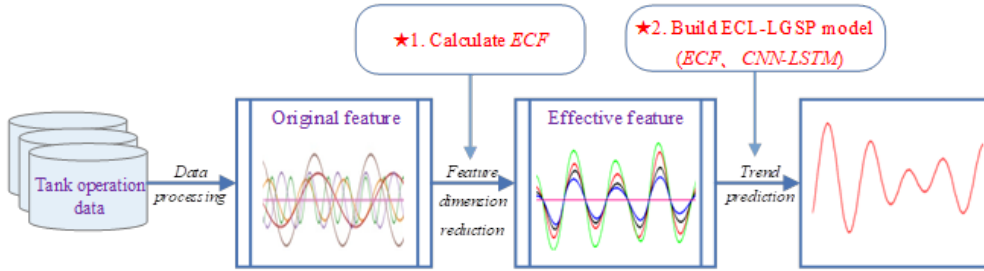 ★1. Calculate ECF
★2. Build ECL-LGSP model
(ECF、 CNN-LSTM)
Original feature
Effective feature
Tank operation
data
Data
processing
Feature
dimension
reduction
Trend
prediction